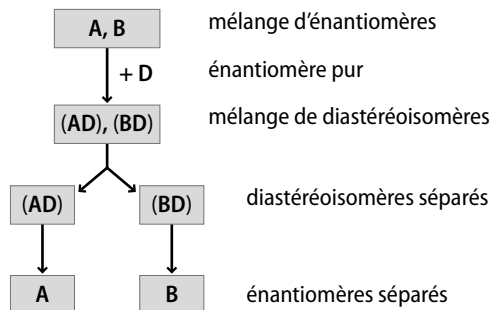 A, B mélange d’énantiomères
+ D énantiomère pur
(AD), (BD) mélange de diastéréoisomères
(AD) (BD) diastéréoisomères séparés
A B énantiomères séparés